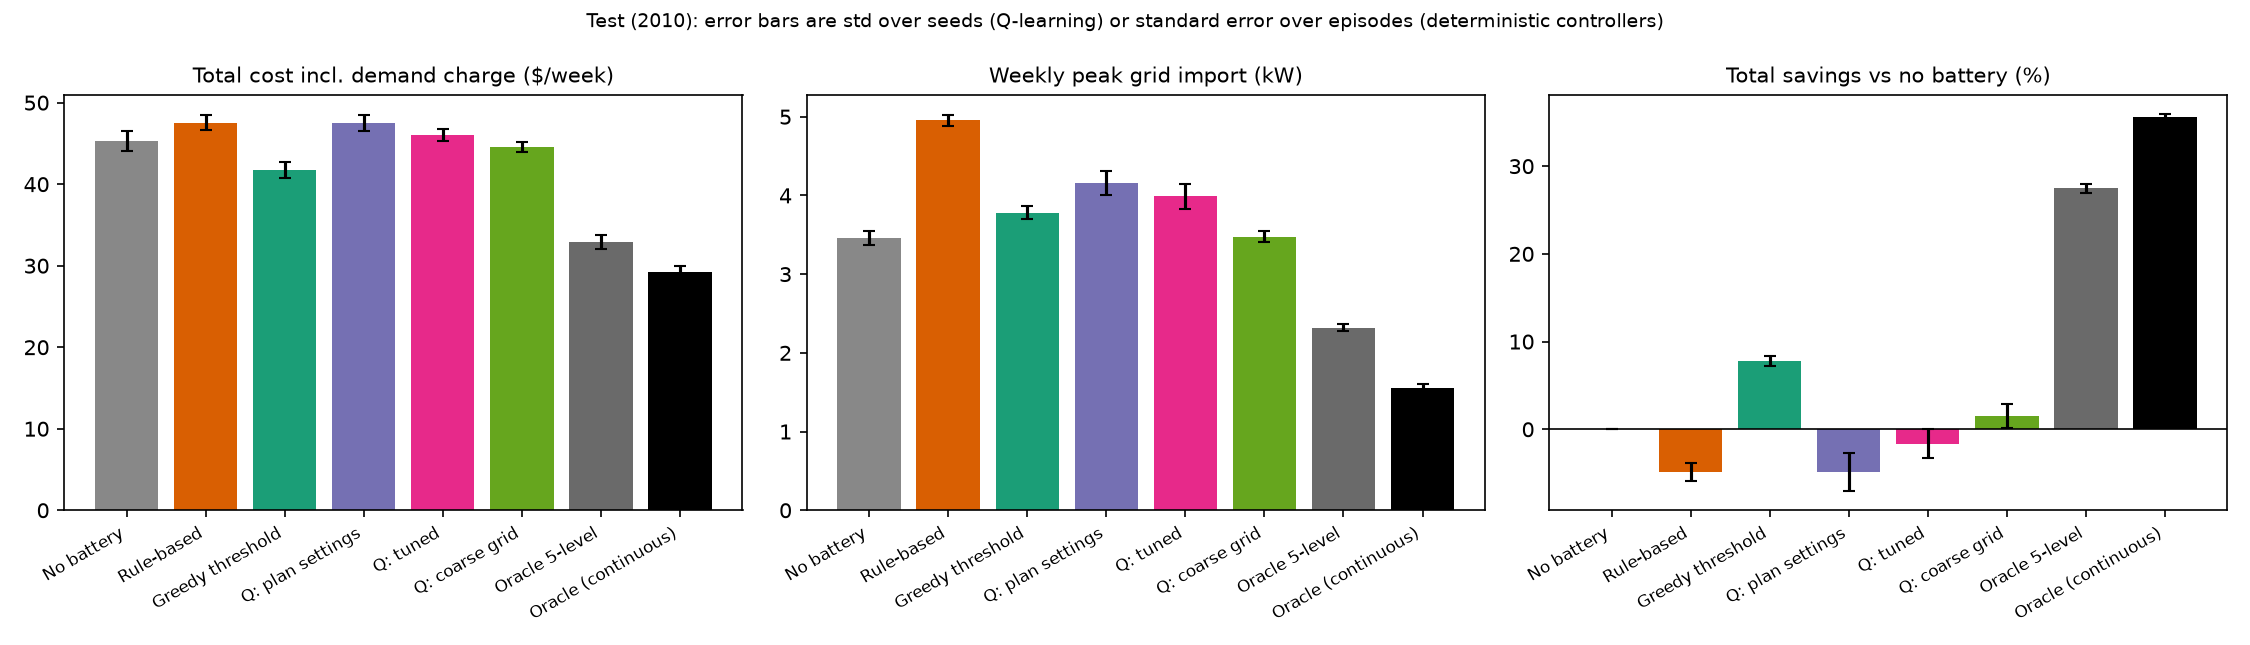 Test (2010): error bars are std over seeds (Q-learning) or standard error over episodes (deterministic controllers)
Total cost incl. demand charge ($/week)
50
40
30
20
10
0
No battery
Rule-based
Greedy threshold
Q: plan settings
Q: tuned
Q: coarse grid
Oracle 5-level
Oracle (continuous)
Weekly peak grid import (kW)
5
4
3
2
1
0
No battery
Rule-based
Greedy threshold
Q: plan settings
Q: tuned
Q: coarse grid
Oracle 5-level
Oracle (continuous)
Total savings vs no battery (%)
30
20
10
0
No battery
Rule-based
Greedy threshold
Q: plan settings
Q: tuned
Q: coarse grid
Oracle 5-level
Oracle (continuous)